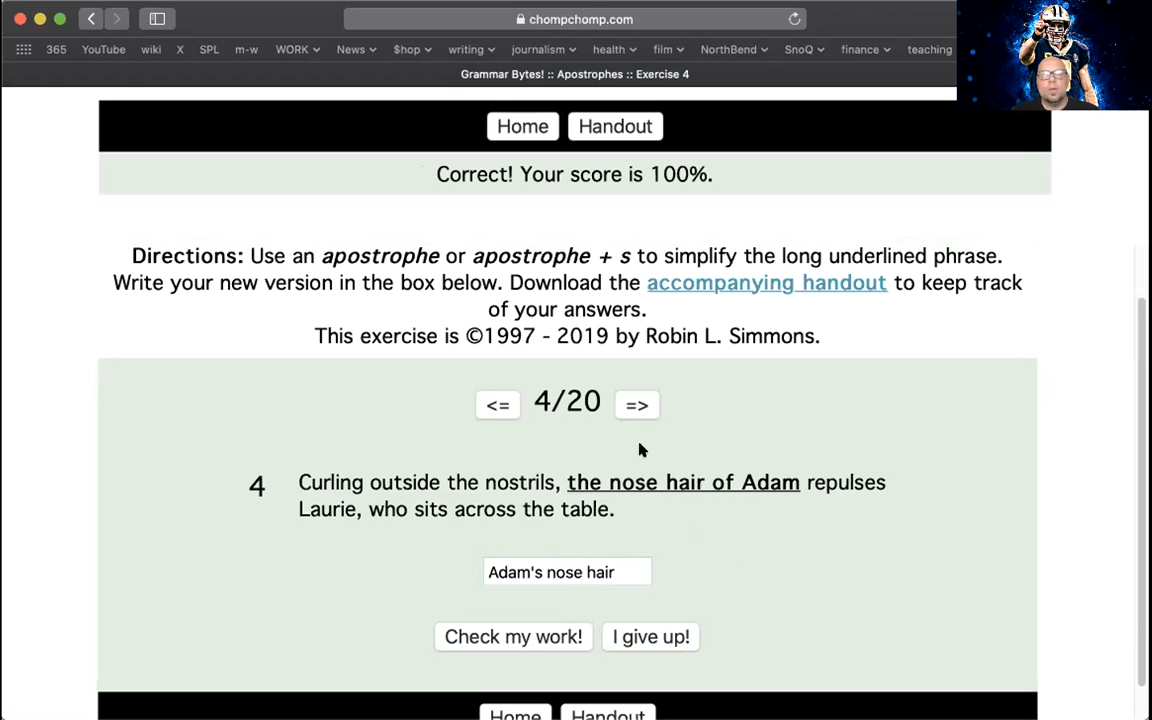 chompchomp.com
365 YouTube wiki X SPL m-w WORK News $hop writing journalism health film NorthBend SnoQ finance teaching
Grammar Bytes! :: Apostrophes :: Exercise 4
Home Handout
Correct! Your score is 100%.
Directions: Use an apostrophe or apostrophe + s to simplify the long underlined phrase.
Write your new version in the box below. Download the accompanying handout to keep track
of your answers.
This exercise is ©1997 - 2019 by Robin L. Simmons.
<= 4/20 =>
4 Curling outside the nostrils, the nose hair of Adam repulses
Laurie, who sits across the table.
Adam's nose hair
Check my work! I give up!
Home Handout